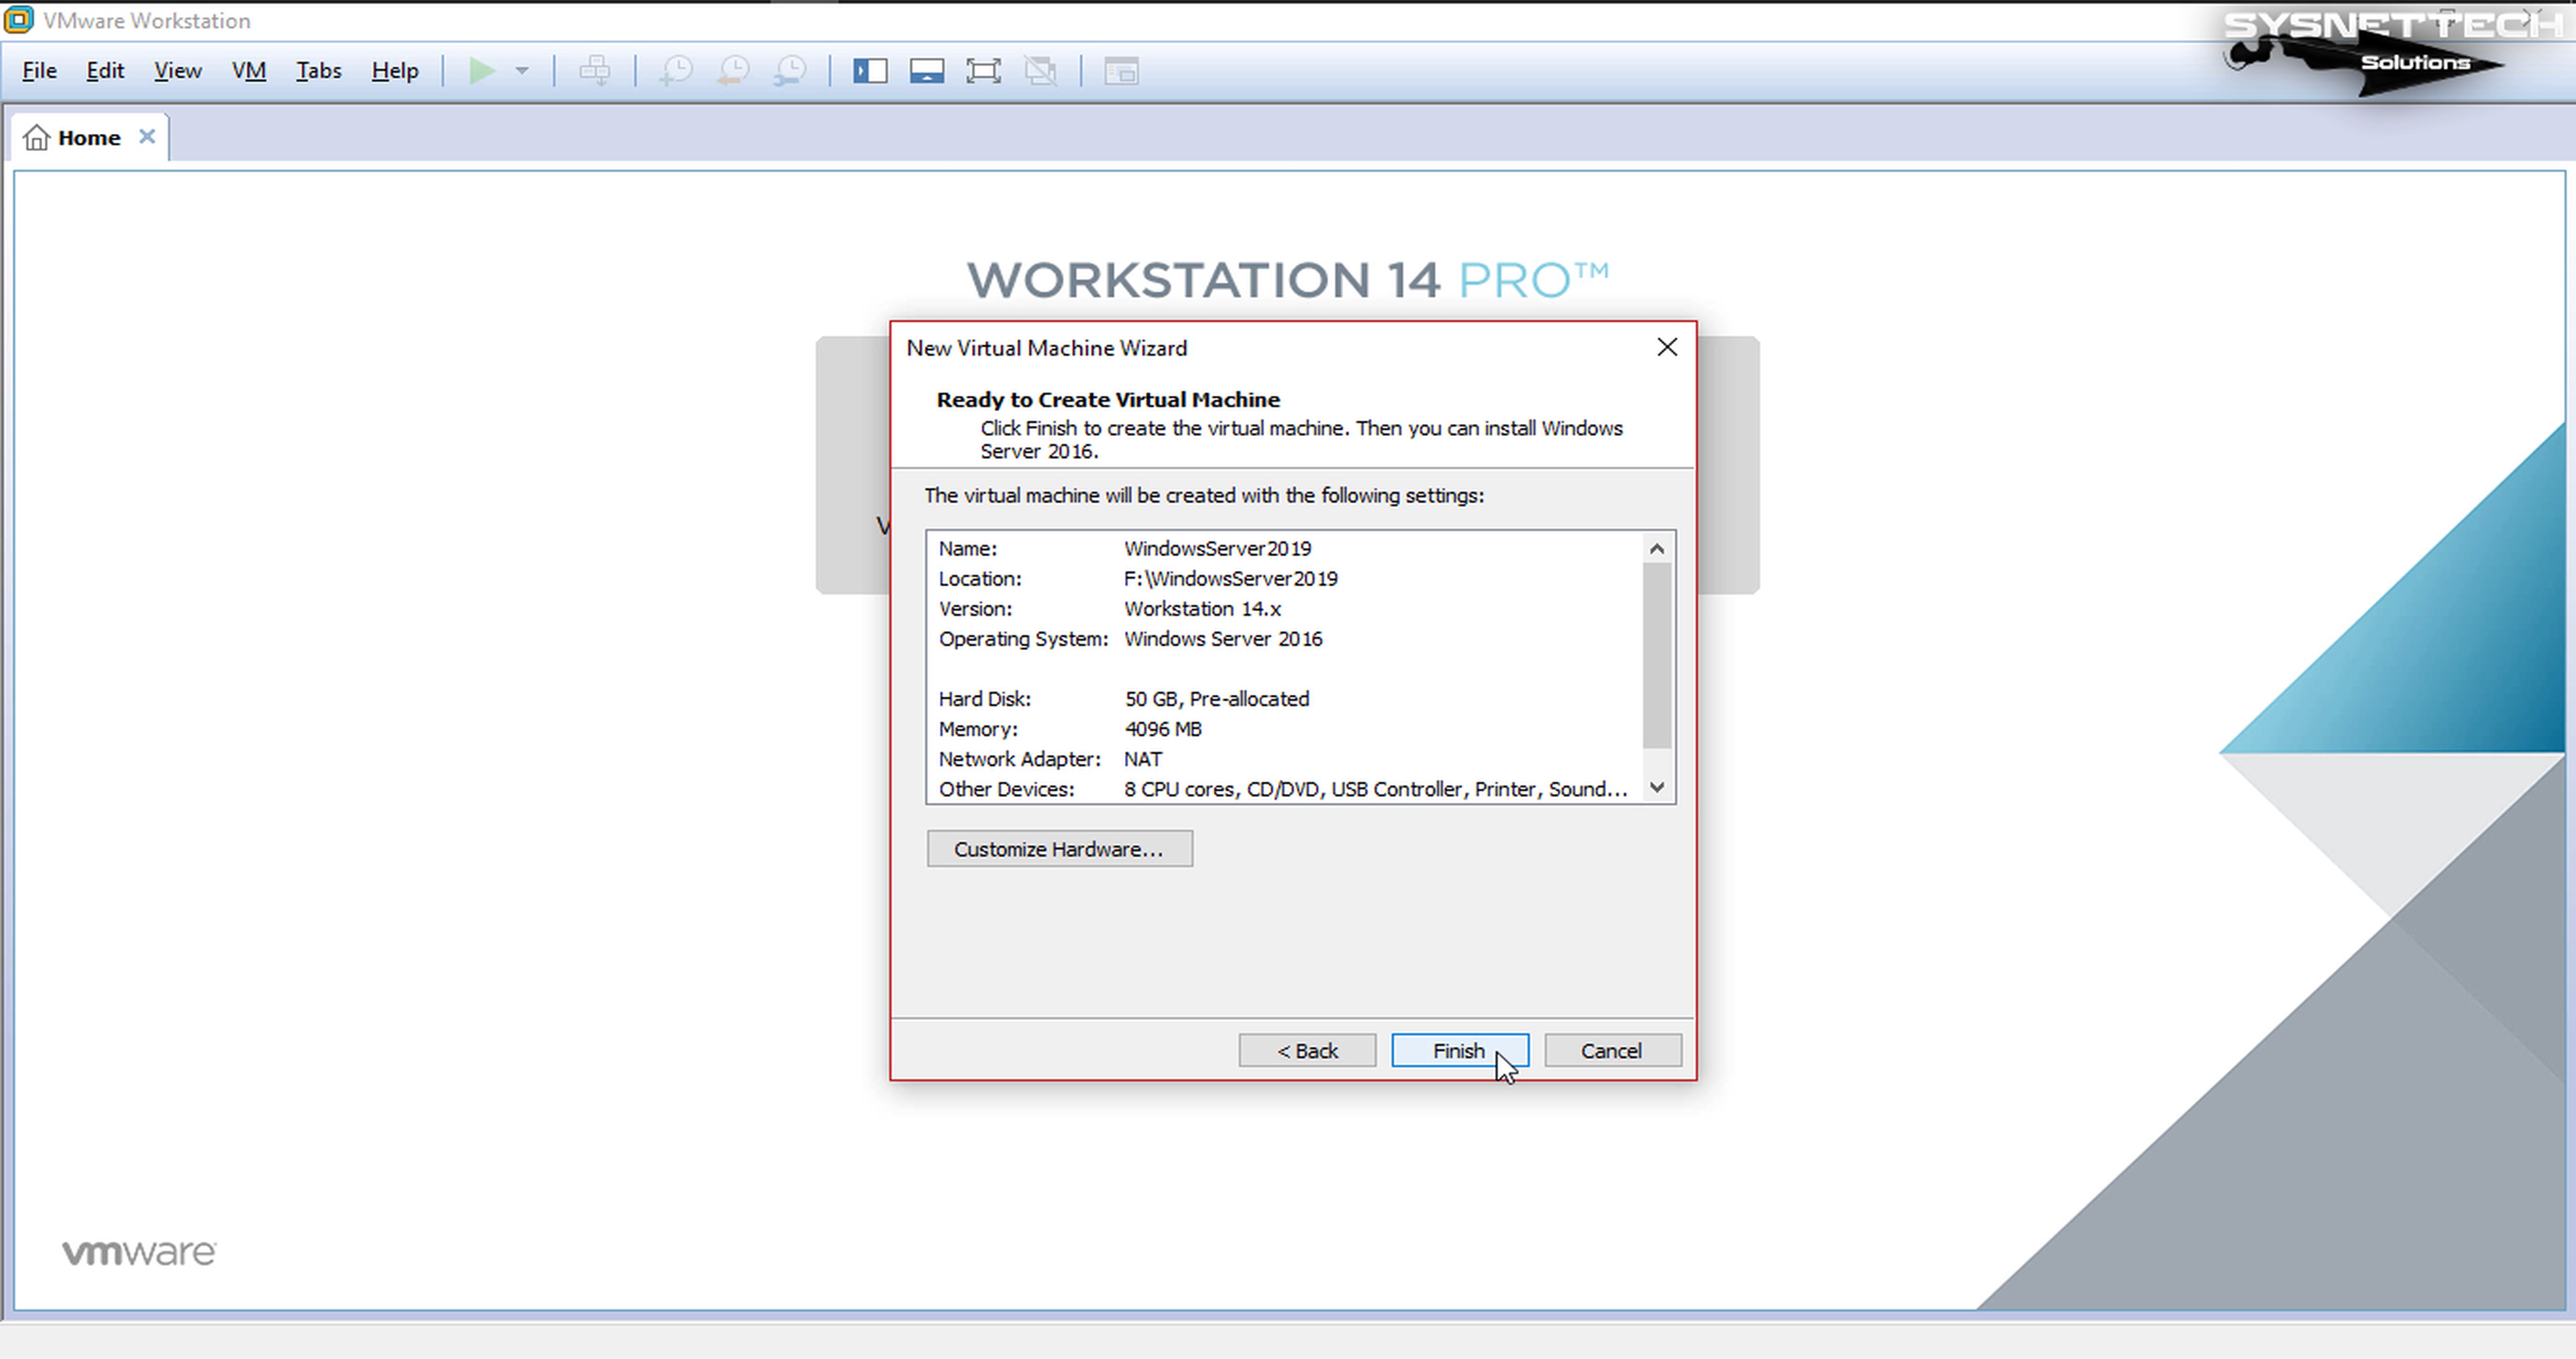 VMware Workstation
SYSNETTECH
Solutions
File Edit View VM Tabs Help
Home
WORKSTATION 14 PRO™
New Virtual Machine Wizard
Ready to Create Virtual Machine
Click Finish to create the virtual machine. Then you can install Windows
Server 2016.
The virtual machine will be created with the following settings:
V
Name: WindowsServer2019
Location: F:\WindowsServer2019
Version: Workstation 14.x
Operating System: Windows Server 2016
Hard Disk: 50 GB, Pre-allocated
Memory: 4096 MB
Network Adapter: NAT
Other Devices: 8 CPU cores, CD/DVD, USB Controller, Printer, Sound...
Customize Hardware...
< Back Finish Cancel
vmware